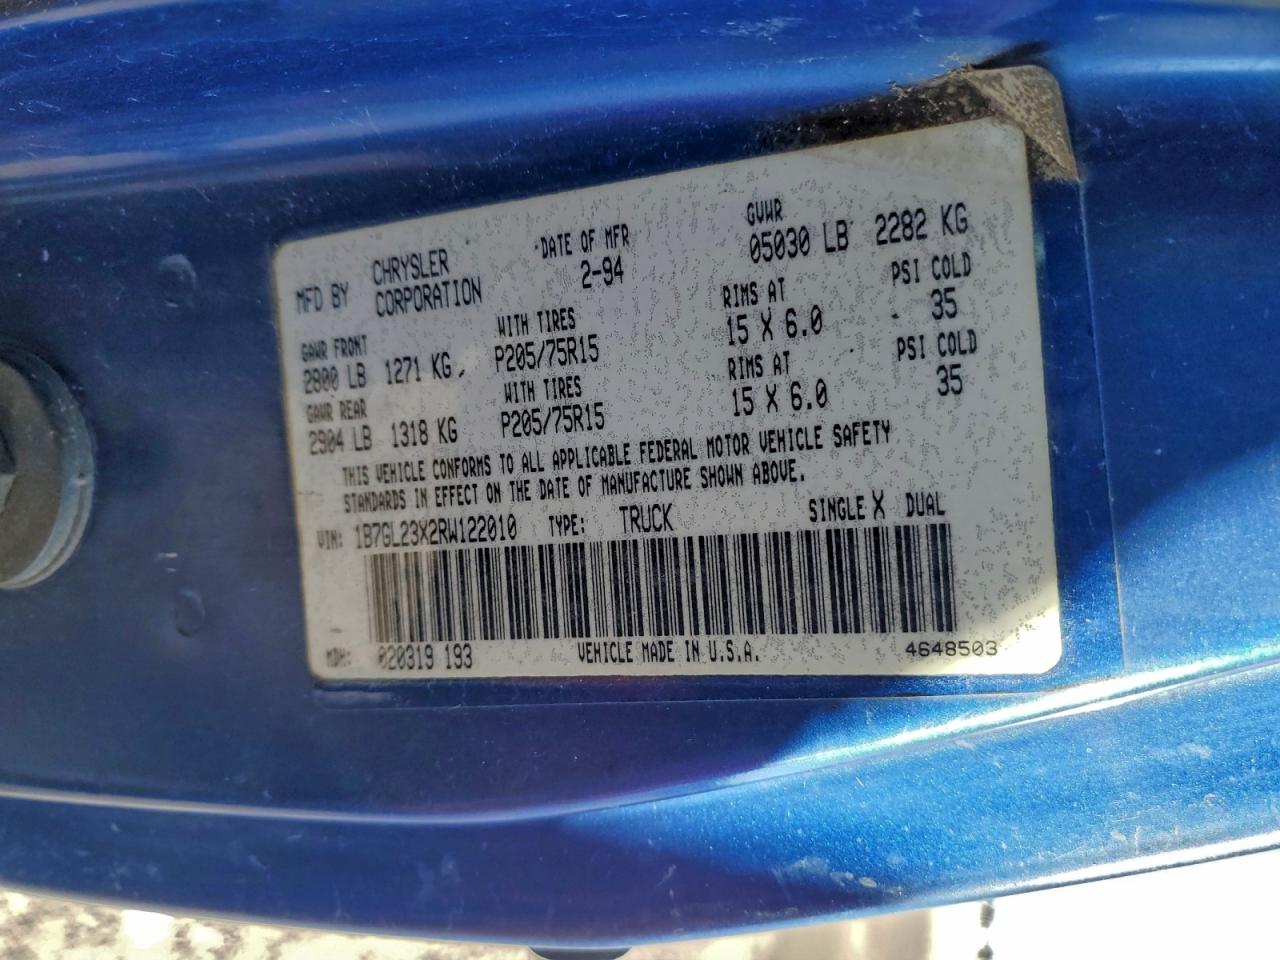 MFD BY CHRYSLER CORPORATION DATE OF MFR 2-94 GVWR 05030 LB 2282 KG
GAWR FRONT WITH TIRES RIMS AT PSI COLD
2800 LB 1271 KG P205/75R15 15 X 6.0 35
GAWR REAR WITH TIRES RIMS AT PSI COLD
2904 LB 1318 KG P205/75R15 15 X 6.0 35
THIS VEHICLE CONFORMS TO ALL APPLICABLE FEDERAL MOTOR VEHICLE SAFETY
STANDARDS IN EFFECT ON THE DATE OF MANUFACTURE SHOWN ABOVE.
VIN: 1B7GL23X2RW122010 TYPE: TRUCK SINGLE X DUAL
MDH: 020319 193 VEHICLE MADE IN U.S.A. 4648503